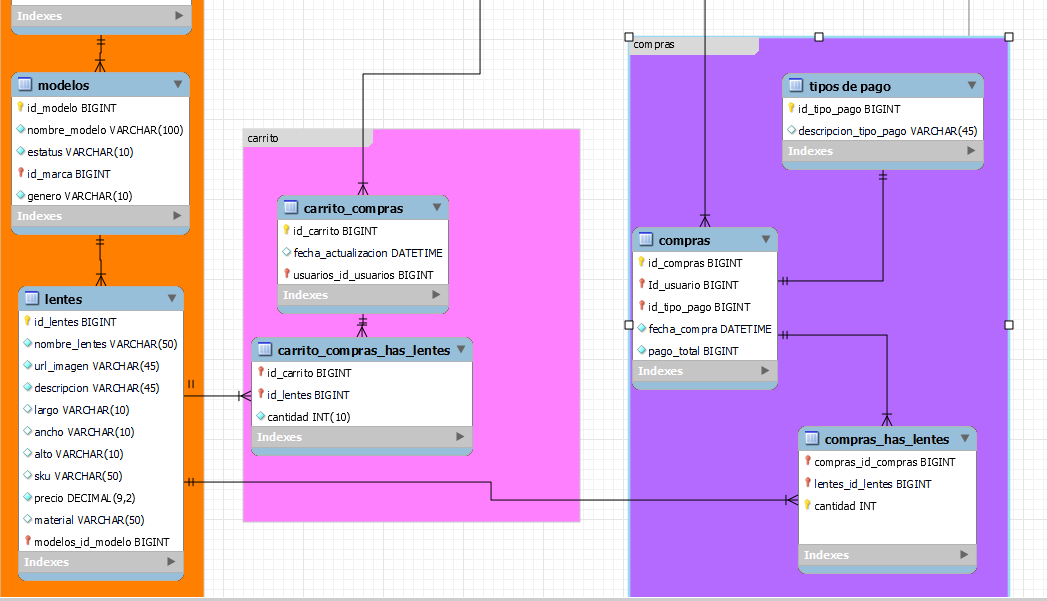 Indexes
modelos
id_modelo BIGINT
nombre_modelo VARCHAR(100)
estatus VARCHAR(10)
id_marca BIGINT
genero VARCHAR(10)
Indexes
lentes
id_lentes BIGINT
nombre_lentes VARCHAR(50)
url_imagen VARCHAR(45)
descripcion VARCHAR(45)
largo VARCHAR(10)
ancho VARCHAR(10)
alto VARCHAR(10)
sku VARCHAR(50)
precio DECIMAL(9,2)
material VARCHAR(50)
modelos_id_modelo BIGINT
Indexes
carrito
carrito_compras
id_carrito BIGINT
fecha_actualizacion DATETIME
usuarios_id_usuarios BIGINT
Indexes
carrito_compras_has_lentes
id_carrito BIGINT
id_lentes BIGINT
cantidad INT(10)
Indexes
compras
tipos de pago
id_tipo_pago BIGINT
descripcion_tipo_pago VARCHAR(45)
Indexes
compras
id_compras BIGINT
Id_usuario BIGINT
id_tipo_pago BIGINT
fecha_compra DATETIME
pago_total BIGINT
Indexes
compras_has_lentes
compras_id_compras BIGINT
lentes_id_lentes BIGINT
cantidad INT
Indexes